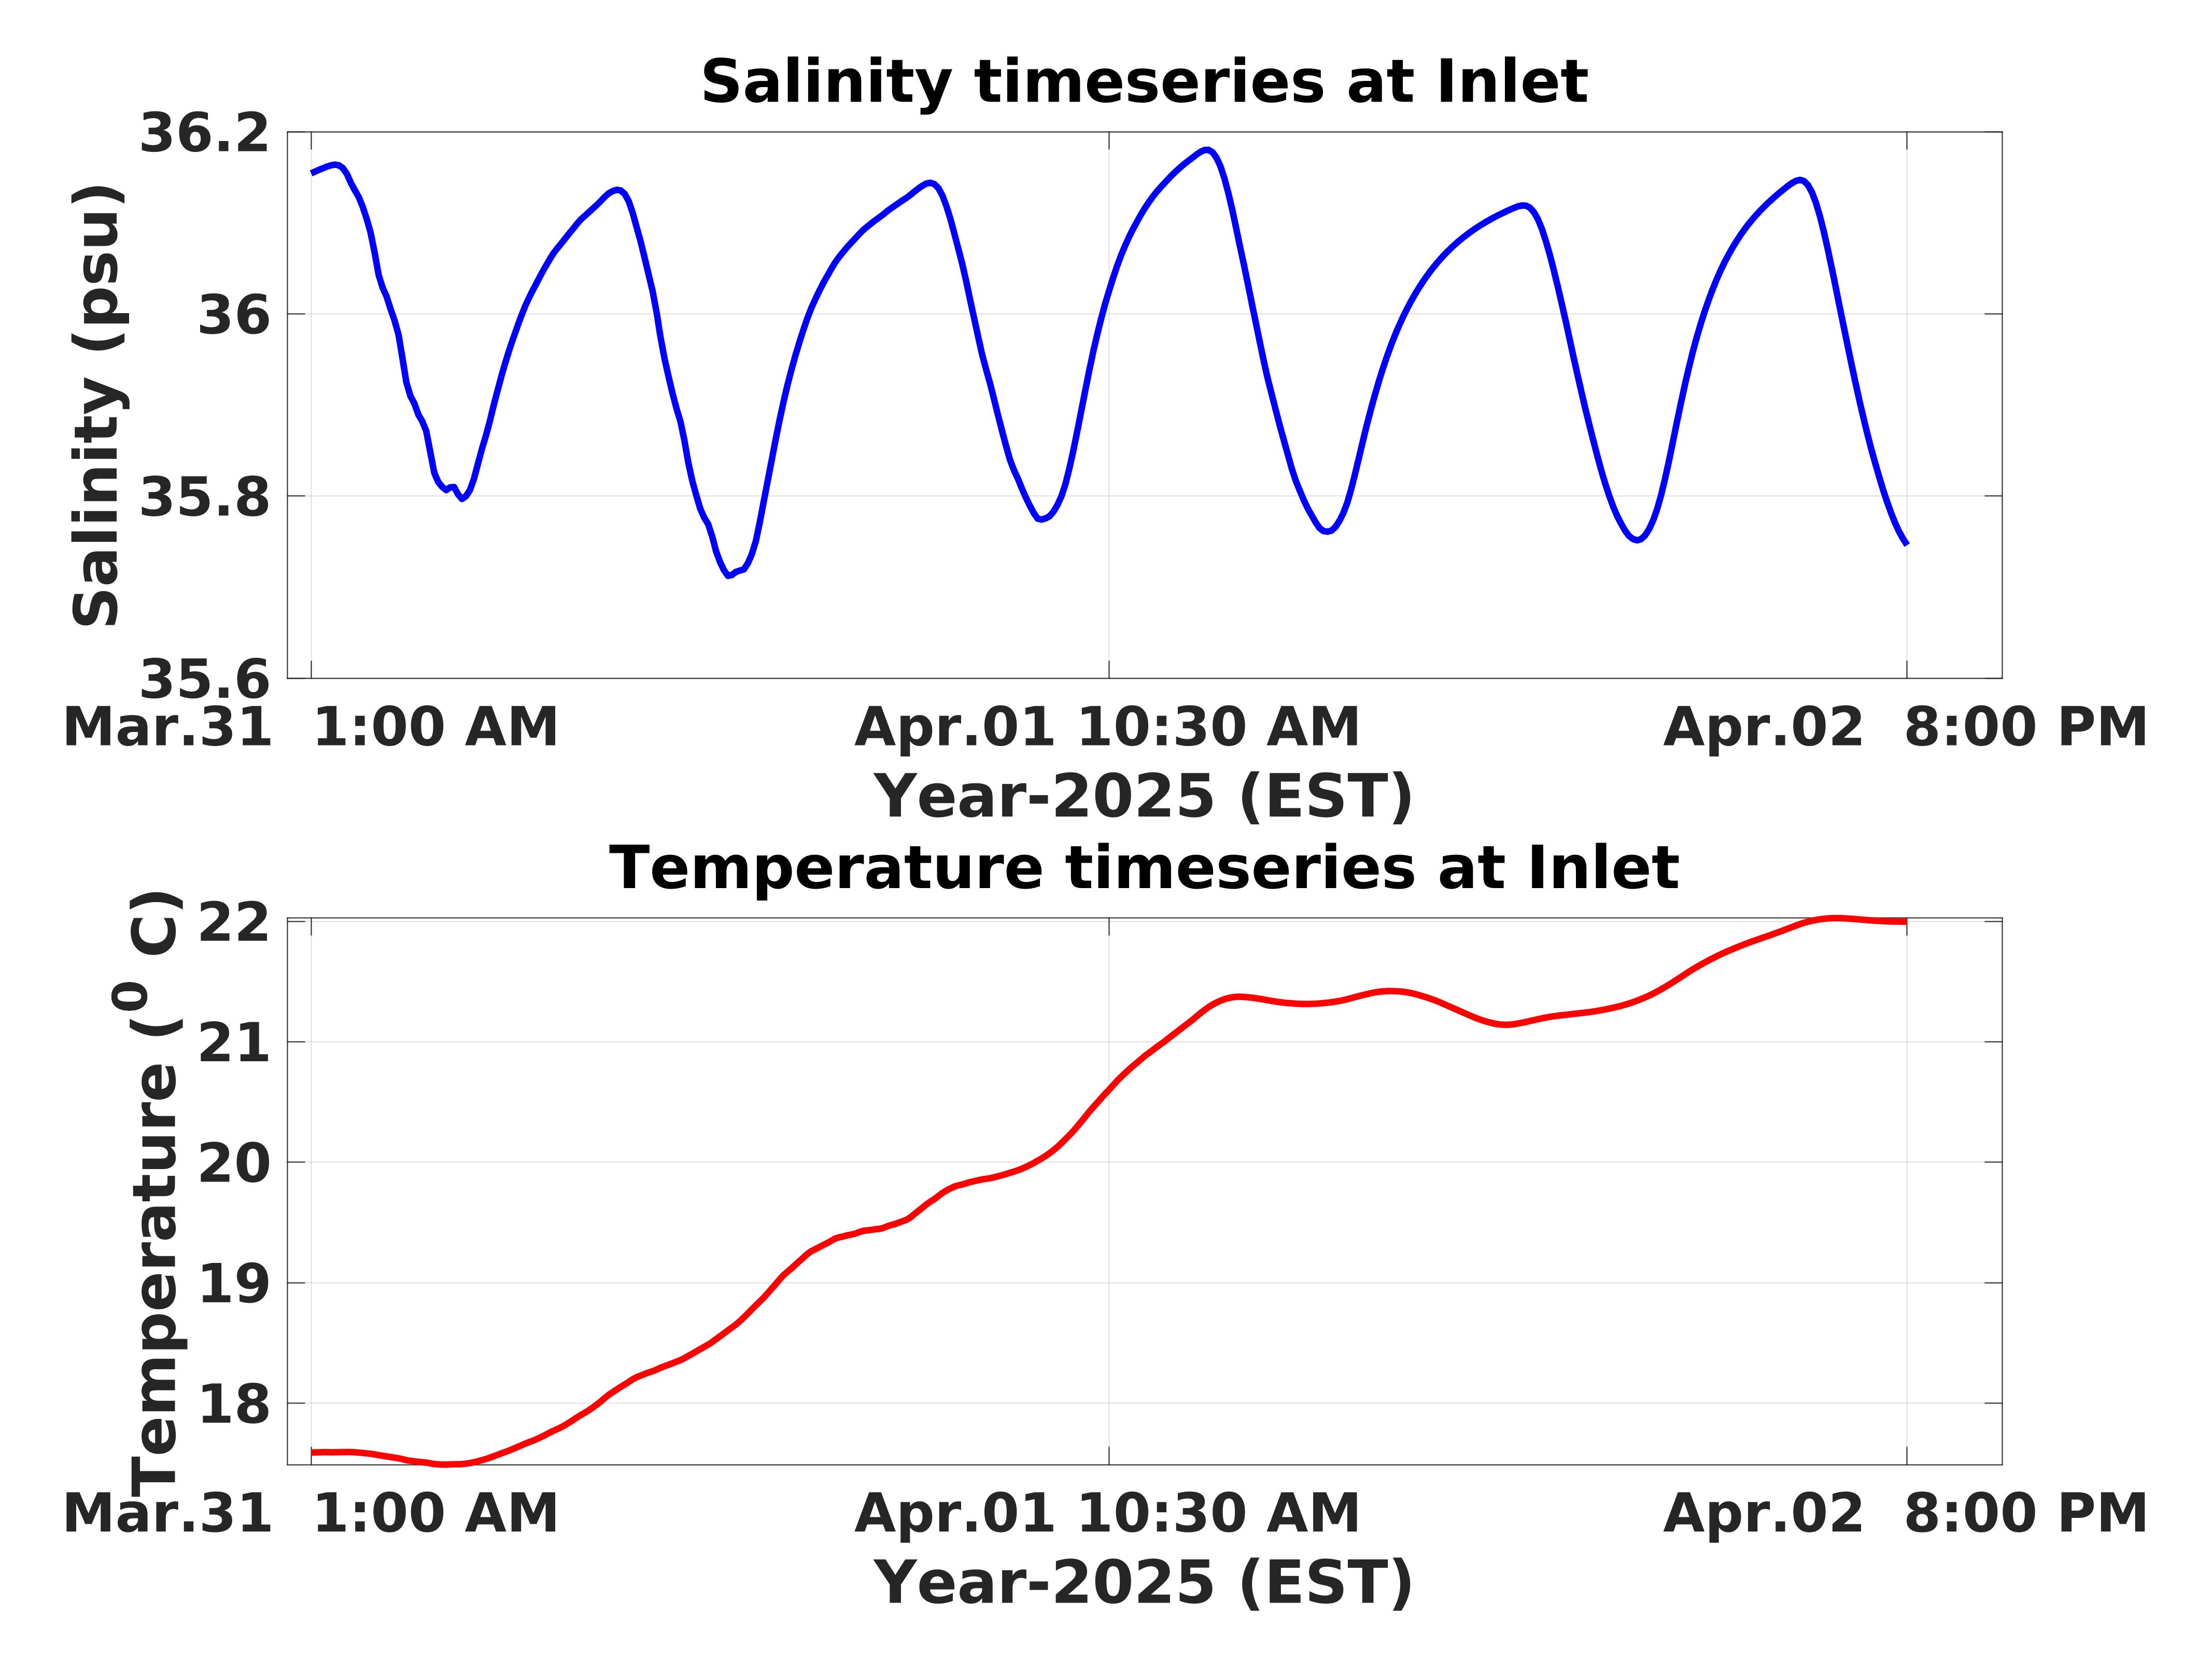 Salinity timeseries at Inlet
Salinity (psu)
36.2
36
35.8
35.6
Mar.31  1:00 AM
Apr.01 10:30 AM
Apr.02  8:00 PM
Year-2025 (EST)
Temperature timeseries at Inlet
Temperature (⁰ C)
22
21
20
19
18
Mar.31  1:00 AM
Apr.01 10:30 AM
Apr.02  8:00 PM
Year-2025 (EST)